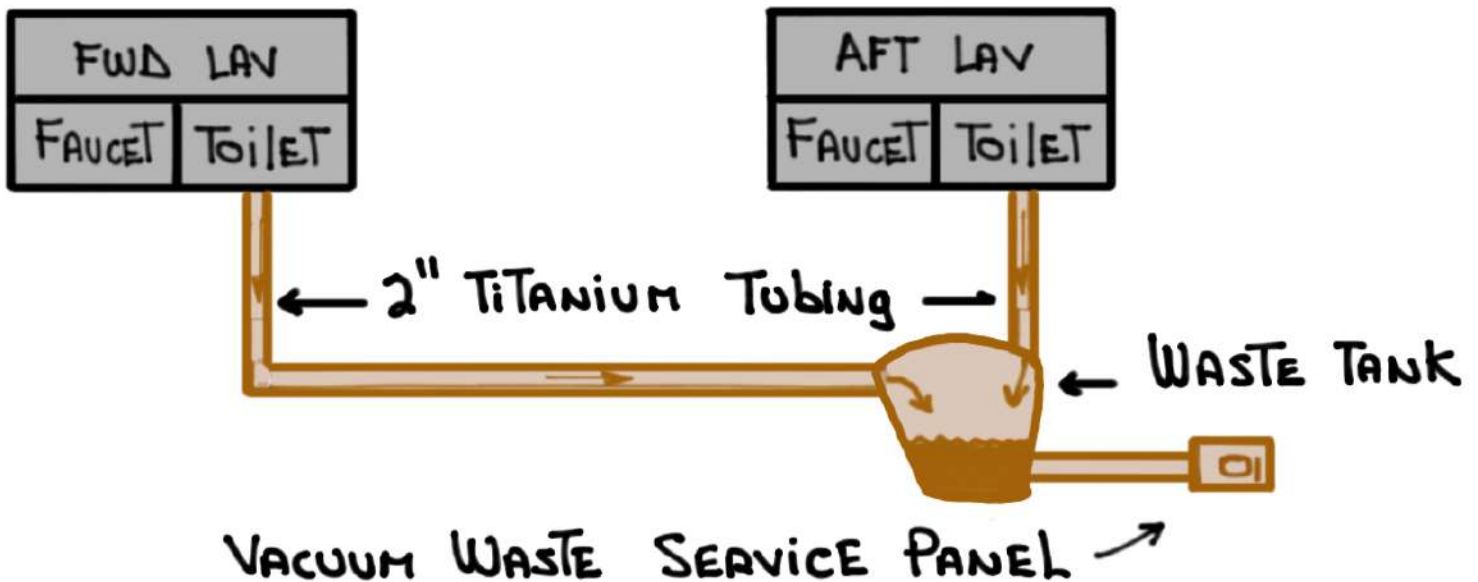 FWD LAV
FAUCET TOilET
AFT LAV
FAUCET TOilET
2" TiTANiUM TUbiNg
WASTE TANK
VACUUM WASTE SERVICE PANEL